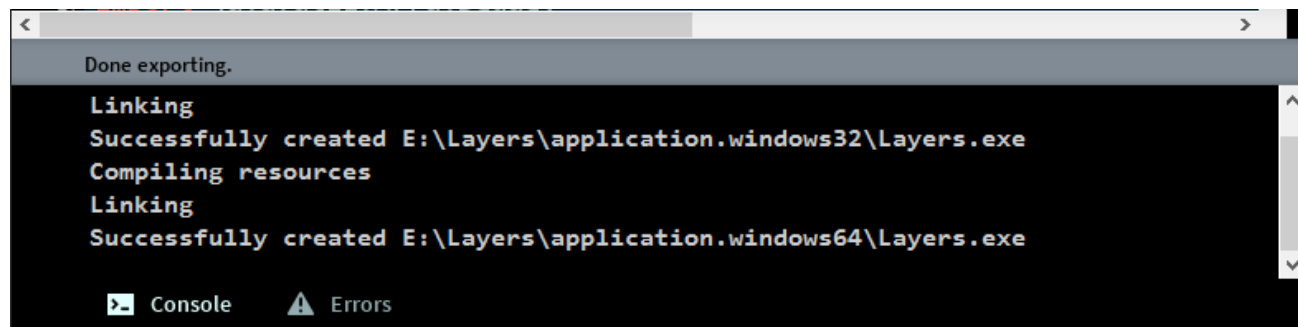 Done exporting.
Linking
Successfully created E:\Layers\application.windows32\Layers.exe
Compiling resources
Linking
Successfully created E:\Layers\application.windows64\Layers.exe
Console
Errors